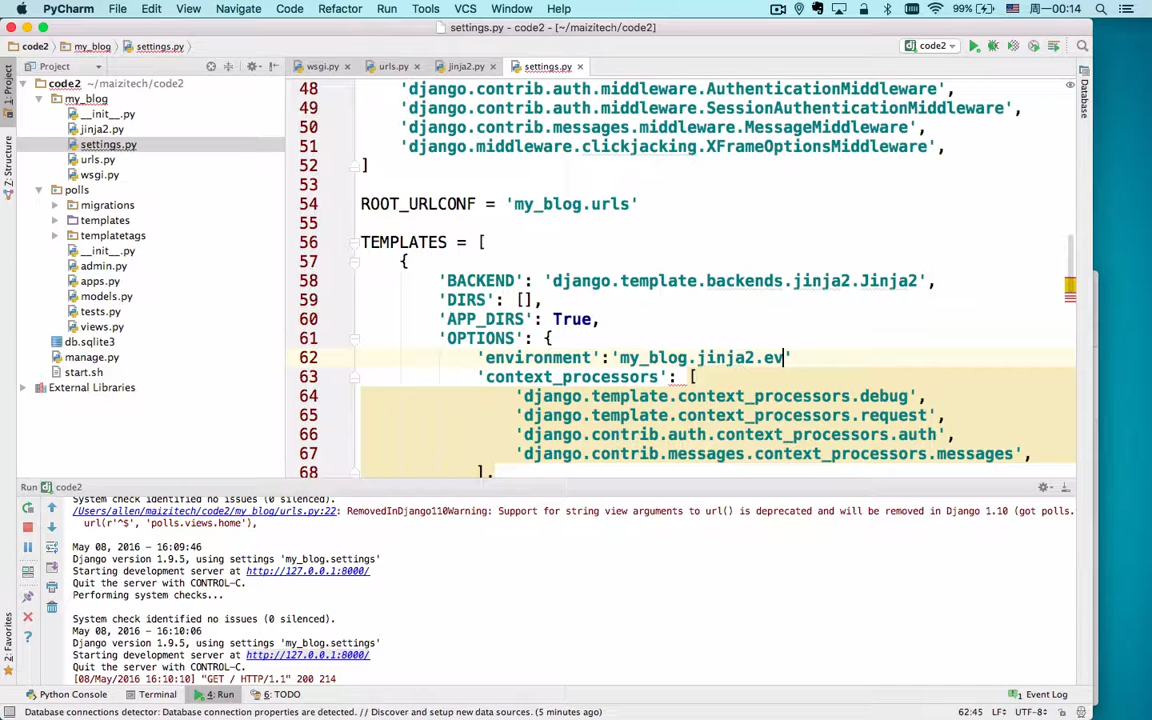 PyCharm File Edit View Navigate Code Refactor Run Tools VCS Window Help 99% 周一00:14
settings.py - code2 - [~/maizitech/code2]
code2 my_blog settings.py code2
Project wsgi.py urls.py jinja2.py settings.py
1: Project
Z: Structure
2: Favorites
Database
code2 ~/maizitech/code2
my_blog
__init__.py
jinja2.py
settings.py
urls.py
wsgi.py
polls
migrations
templates
templatetags
__init__.py
admin.py
apps.py
models.py
tests.py
views.py
db.sqlite3
manage.py
start.sh
External Libraries
48 'django.contrib.auth.middleware.AuthenticationMiddleware',
49 'django.contrib.auth.middleware.SessionAuthenticationMiddleware',
50 'django.contrib.messages.middleware.MessageMiddleware',
51 'django.middleware.clickjacking.XFrameOptionsMiddleware',
52 ]
53
54 ROOT_URLCONF = 'my_blog.urls'
55
56 TEMPLATES = [
57 {
58 'BACKEND': 'django.template.backends.jinja2.Jinja2',
59 'DIRS': [],
60 'APP_DIRS': True,
61 'OPTIONS': {
62 'environment':'my_blog.jinja2.ev'
63 'context_processors': [
64 'django.template.context_processors.debug',
65 'django.template.context_processors.request',
66 'django.contrib.auth.context_processors.auth',
67 'django.contrib.messages.context_processors.messages',
68 ],
Run code2
System check identified no issues (0 silenced).
/Users/allen/maizitech/code2/my_blog/urls.py:22: RemovedInDjango110Warning: Support for string view arguments to url() is deprecated and will be removed in Django 1.10 (got polls.
url(r'^$', 'polls.views.home'),
May 08, 2016 - 16:09:46
Django version 1.9.5, using settings 'my_blog.settings'
Starting development server at http://127.0.0.1:8000/
Quit the server with CONTROL-C.
Performing system checks...
System check identified no issues (0 silenced).
May 08, 2016 - 16:10:06
Django version 1.9.5, using settings 'my_blog.settings'
Starting development server at http://127.0.0.1:8000/
Quit the server with CONTROL-C.
[08/May/2016 16:10:10] "GET / HTTP/1.1" 200 214
Python Console Terminal 4: Run 6: TODO 1 Event Log
Database connections detector: Database connection properties are detected. // Discover and setup new data sources. (5 minutes ago) 62:45 LF÷ UTF-8÷